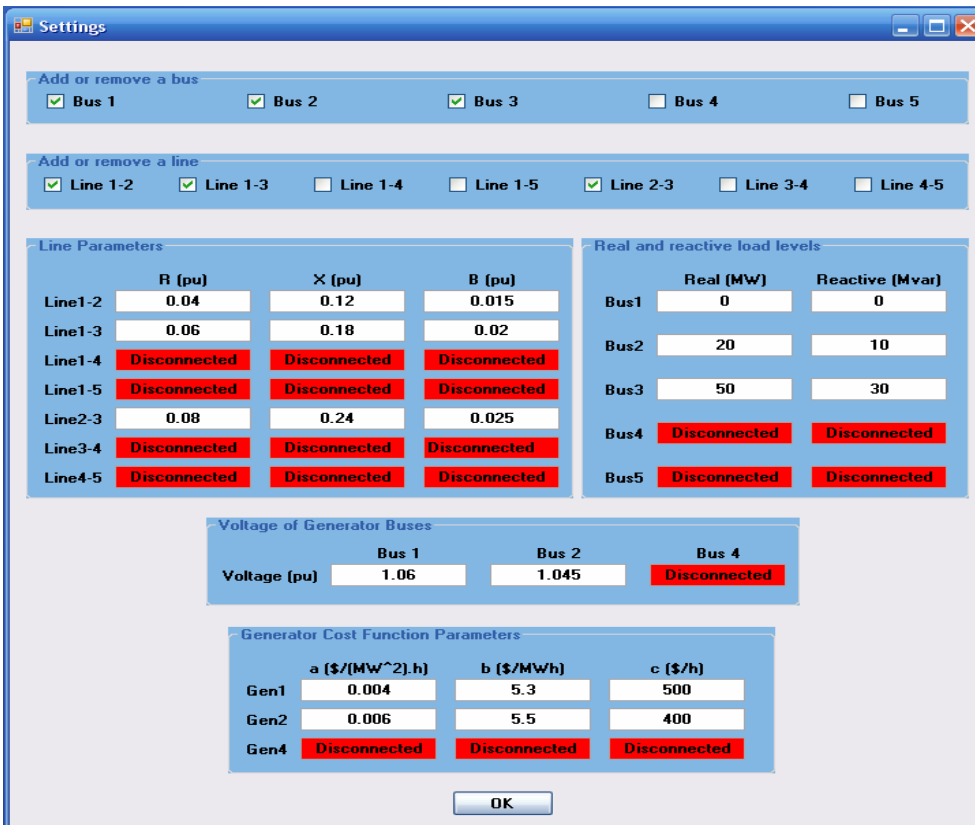 Settings
Add or remove a bus
Bus 1 Bus 2 Bus 3 Bus 4 Bus 5
Add or remove a line
Line 1-2 Line 1-3 Line 1-4 Line 1-5 Line 2-3 Line 3-4 Line 4-5
Line Parameters
R (pu) X (pu) B (pu)
Line1-2 0.04 0.12 0.015
Line1-3 0.06 0.18 0.02
Line1-4 Disconnected Disconnected Disconnected
Line1-5 Disconnected Disconnected Disconnected
Line2-3 0.08 0.24 0.025
Line3-4 Disconnected Disconnected Disconnected
Line4-5 Disconnected Disconnected Disconnected
Real and reactive load levels
Real (MW) Reactive (Mvar)
Bus1 0 0
Bus2 20 10
Bus3 50 30
Bus4 Disconnected Disconnected
Bus5 Disconnected Disconnected
Voltage of Generator Buses
Bus 1 Bus 2 Bus 4
Voltage (pu) 1.06 1.045 Disconnected
Generator Cost Function Parameters
a ($/(MW^2).h) b ($/MWh) c ($/h)
Gen1 0.004 5.3 500
Gen2 0.006 5.5 400
Gen4 Disconnected Disconnected Disconnected
OK